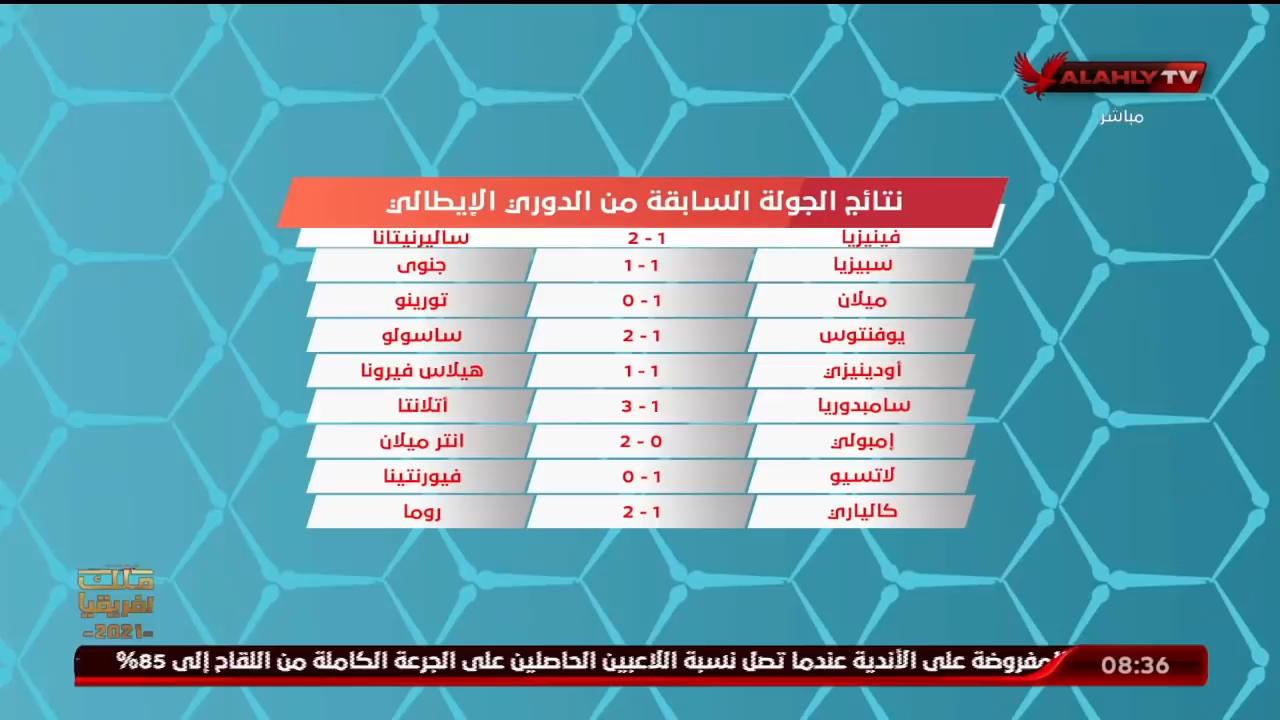 ALAHLY TV
مباشر
نتائج الجولة السابقة من الدوري الإيطالي
فينيزيا 1 - 2 ساليرنيتانا
سبيزيا 1 - 1 جنوى
ميلان 1 - 0 تورينو
يوفنتوس 1 - 2 ساسولو
أودينيزي 1 - 1 هيلاس فيرونا
سامبدوريا 1 - 3 أتلانتا
إمبولي 0 - 2 انتر ميلان
لاتسيو 1 - 0 فيورنتينا
كالياري 1 - 2 روما
ملك
افريقيا
-2021-
08:36
المفروضة على الأندية عندما تصل نسبة اللاعبين الحاصلين على الجرعة الكاملة من اللقاح إلى 85%